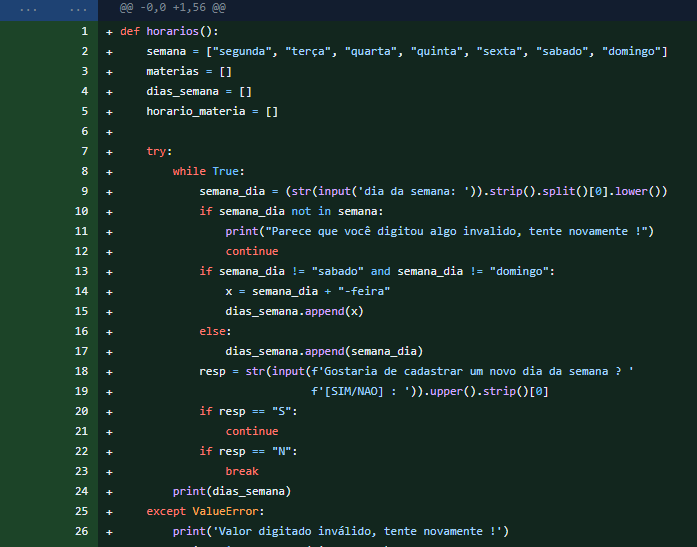 ... ... @@ -0,0 +1,56 @@
1 + def horarios():
2 +     semana = ["segunda", "terça", "quarta", "quinta", "sexta", "sabado", "domingo"]
3 +     materias = []
4 +     dias_semana = []
5 +     horario_materia = []
6 +
7 +     try:
8 +         while True:
9 +             semana_dia = (str(input('dia da semana: ')).strip().split()[0].lower())
10 +             if semana_dia not in semana:
11 +                 print("Parece que você digitou algo invalido, tente novamente !")
12 +                 continue
13 +             if semana_dia != "sabado" and semana_dia != "domingo":
14 +                 x = semana_dia + "-feira"
15 +                 dias_semana.append(x)
16 +             else:
17 +                 dias_semana.append(semana_dia)
18 +             resp = str(input(f'Gostaria de cadastrar um novo dia da semana ? '
19 +                              f'[SIM/NAO] : ')).upper().strip()[0]
20 +             if resp == "S":
21 +                 continue
22 +             if resp == "N":
23 +                 break
24 +         print(dias_semana)
25 +     except ValueError:
26 +         print('Valor digitado inválido, tente novamente !')